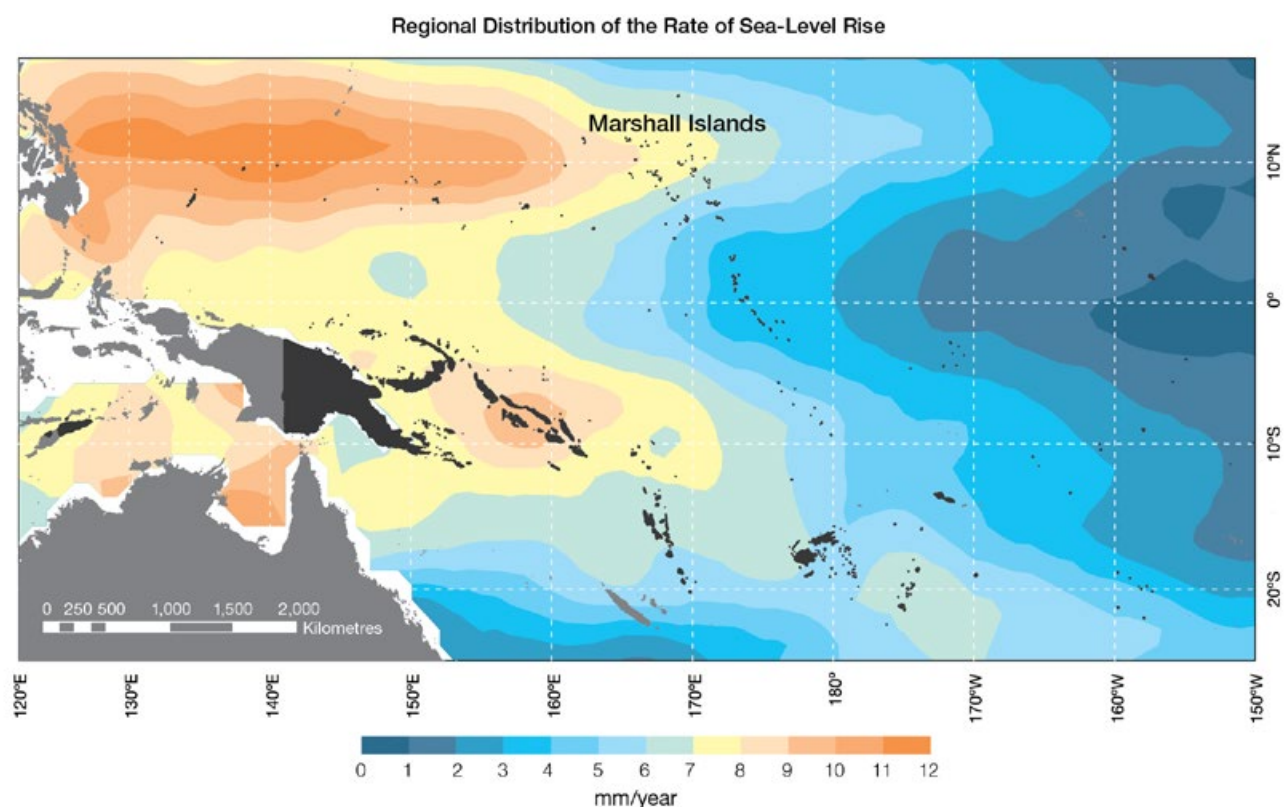 Regional Distribution of the Rate of Sea-Level Rise
Marshall Islands
10°N
0°
10°S
20°S
0 250 500 1,000 1,500 2,000
Kilometres
120°E 130°E 140°E 150°E 160°E 170°E 180° 170°W 160°W 150°W
0 1 2 3 4 5 6 7 8 9 10 11 12
mm/year